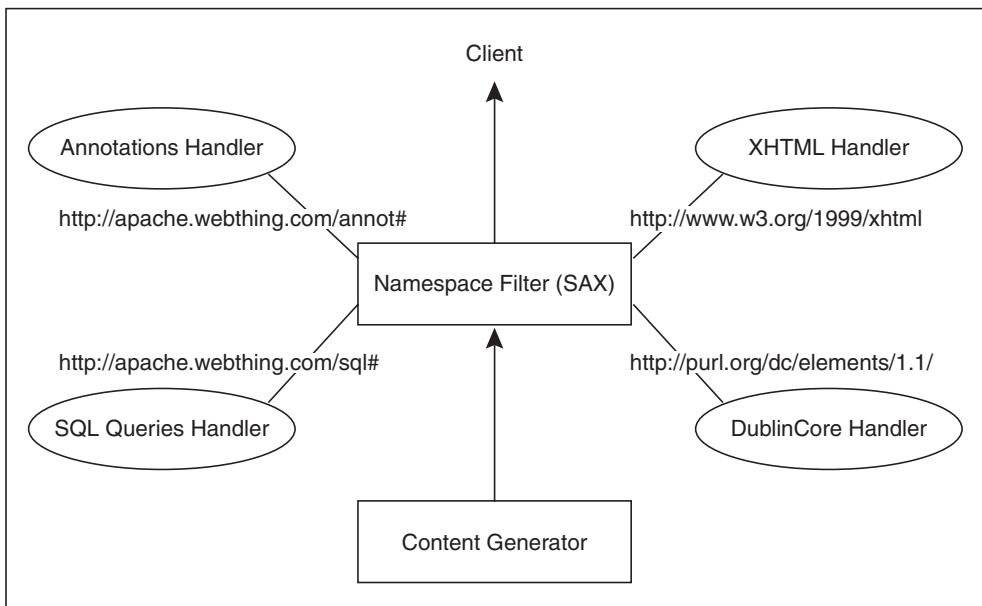 Client
Annotations Handler
XHTML Handler
http://apache.webthing.com/annot#
http://www.w3.org/1999/xhtml
Namespace Filter (SAX)
http://apache.webthing.com/sql#
http://purl.org/dc/elements/1.1/
SQL Queries Handler
DublinCore Handler
Content Generator